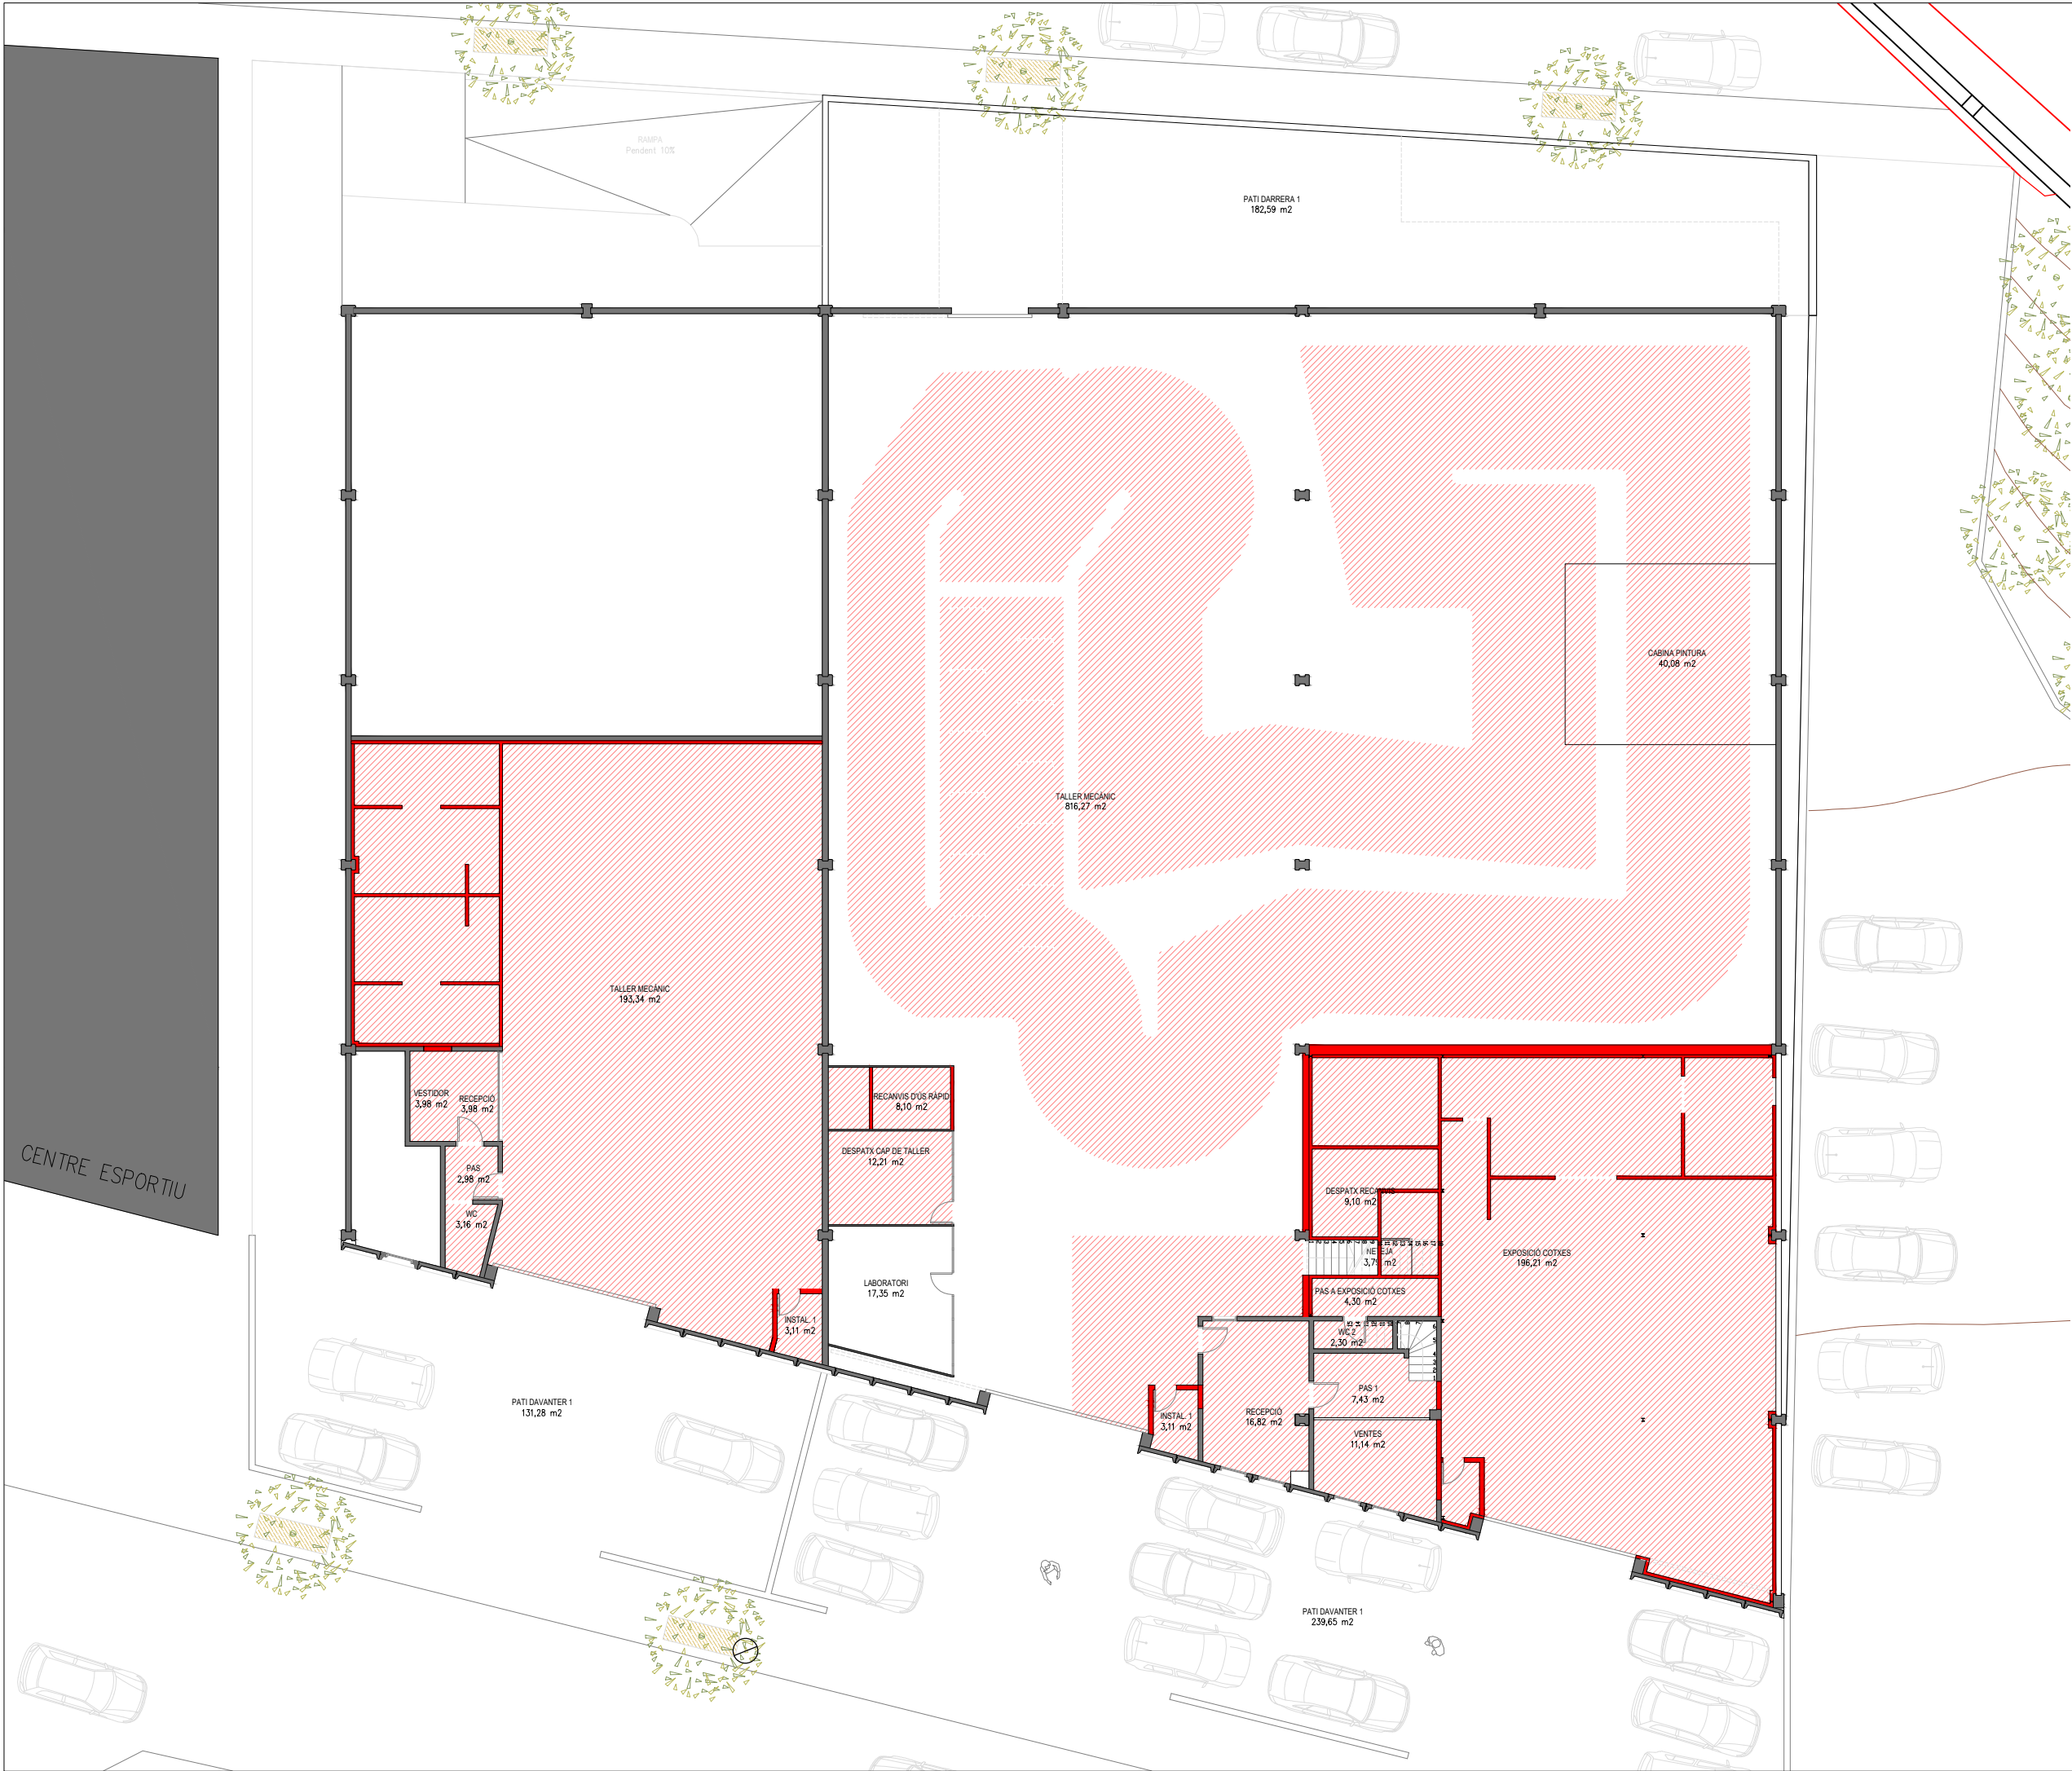 RAMPA
Pendent 10%
PATI DARRERA 1
182,59 m2
CABINA PINTURA
40,08 m2
TALLER MECÀNIC
816,27 m2
TALLER MECÀNIC
193,34 m2
VESTIDOR
3,98 m2
RECEPCIÓ
3,98 m2
RECANVIS D'ÚS RÀPID
8,10 m2
DESPATX CAP DE TALLER
12,21 m2
CENTRE ESPORTIU
PAS
2,98 m2
WC
3,16 m2
DESPATX
9,10 m2
EXPOSICIÓ COTXES
196,21 m2
LABORATORI
17,35 m2
PAS A EXPOSICIÓ COTXES
4,30 m2
INSTAL. 1
3,11 m2
WC 2
2,30 m2
PAS 1
7,43 m2
PATI DAVANTER 1
131,28 m2
INSTAL. 1
3,11 m2
RECEPCIÓ
16,82 m2
VENTES
11,14 m2
PATI DAVANTER 1
239,65 m2